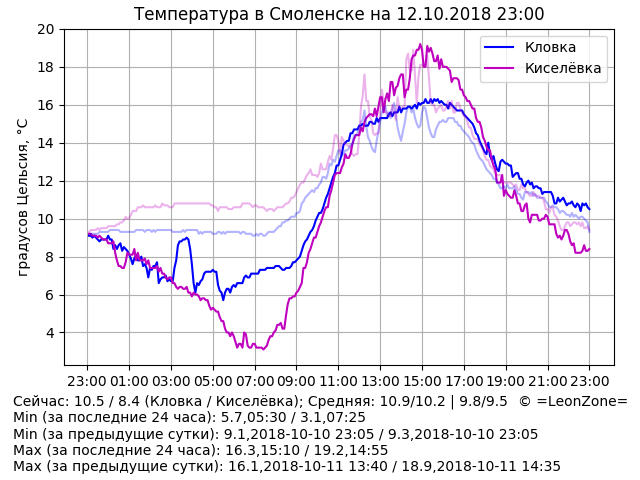 Температура в Смоленске на 12.10.2018 23:00
градусов Цельсия, °C
20
18
16
14
12
10
8
6
4
Кловка
Киселёвка
23:00 01:00 03:00 05:00 07:00 09:00 11:00 13:00 15:00 17:00 19:00 21:00 23:00
Сейчас: 10.5 / 8.4 (Кловка / Киселёвка); Средняя: 10.9/10.2 | 9.8/9.5 © =LeonZone=
Min (за последние 24 часа): 5.7,05:30 / 3.1,07:25
Min (за предыдущие сутки): 9.1,2018-10-10 23:05 / 9.3,2018-10-10 23:05
Max (за последние 24 часа): 16.3,15:10 / 19.2,14:55
Max (за предыдущие сутки): 16.1,2018-10-11 13:40 / 18.9,2018-10-11 14:35